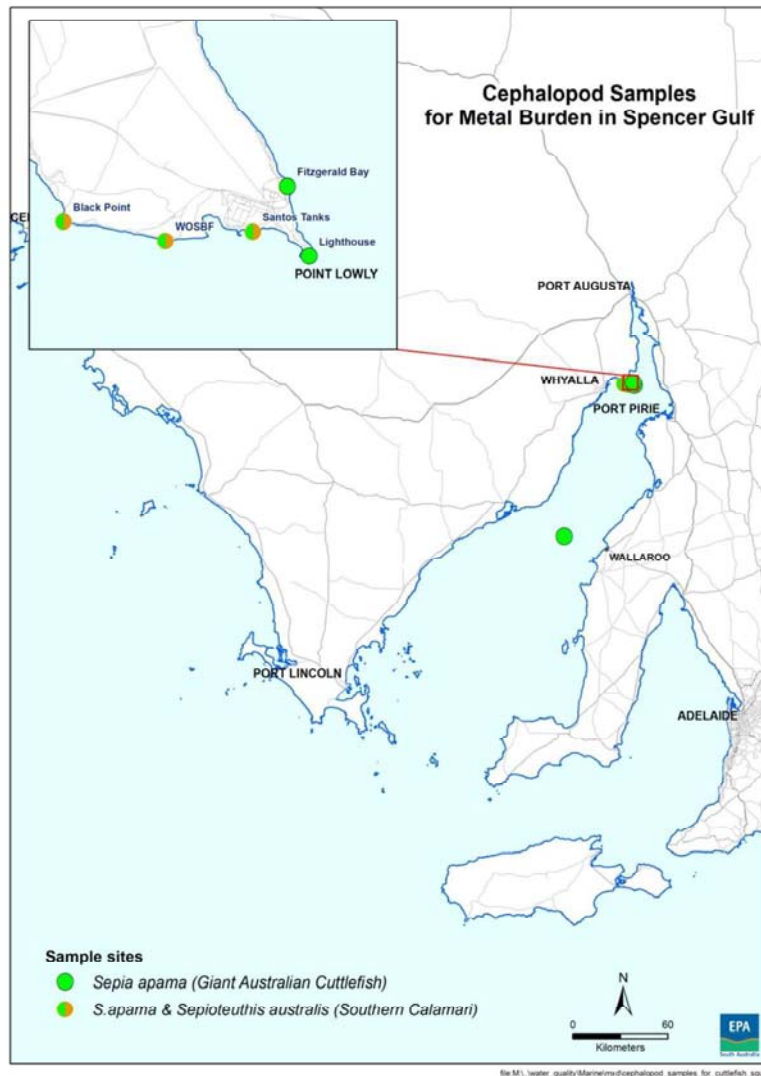 Cephalopod Samples
for Metal Burden in Spencer Gulf
Fitzgerald Bay
Black Point
WOSBF
Santos Tanks
Lighthouse
POINT LOWLY
PORT AUGUSTA
WHYALLA
PORT PIRIE
WALLAROO
PORT LINCOLN
ADELAIDE
Sample sites
Sepia apama (Giant Australian Cuttlefish)
S.apama & Sepioteuthis australis (Southern Calamari)
N
0 60
Kilometers
EPA
South Australia